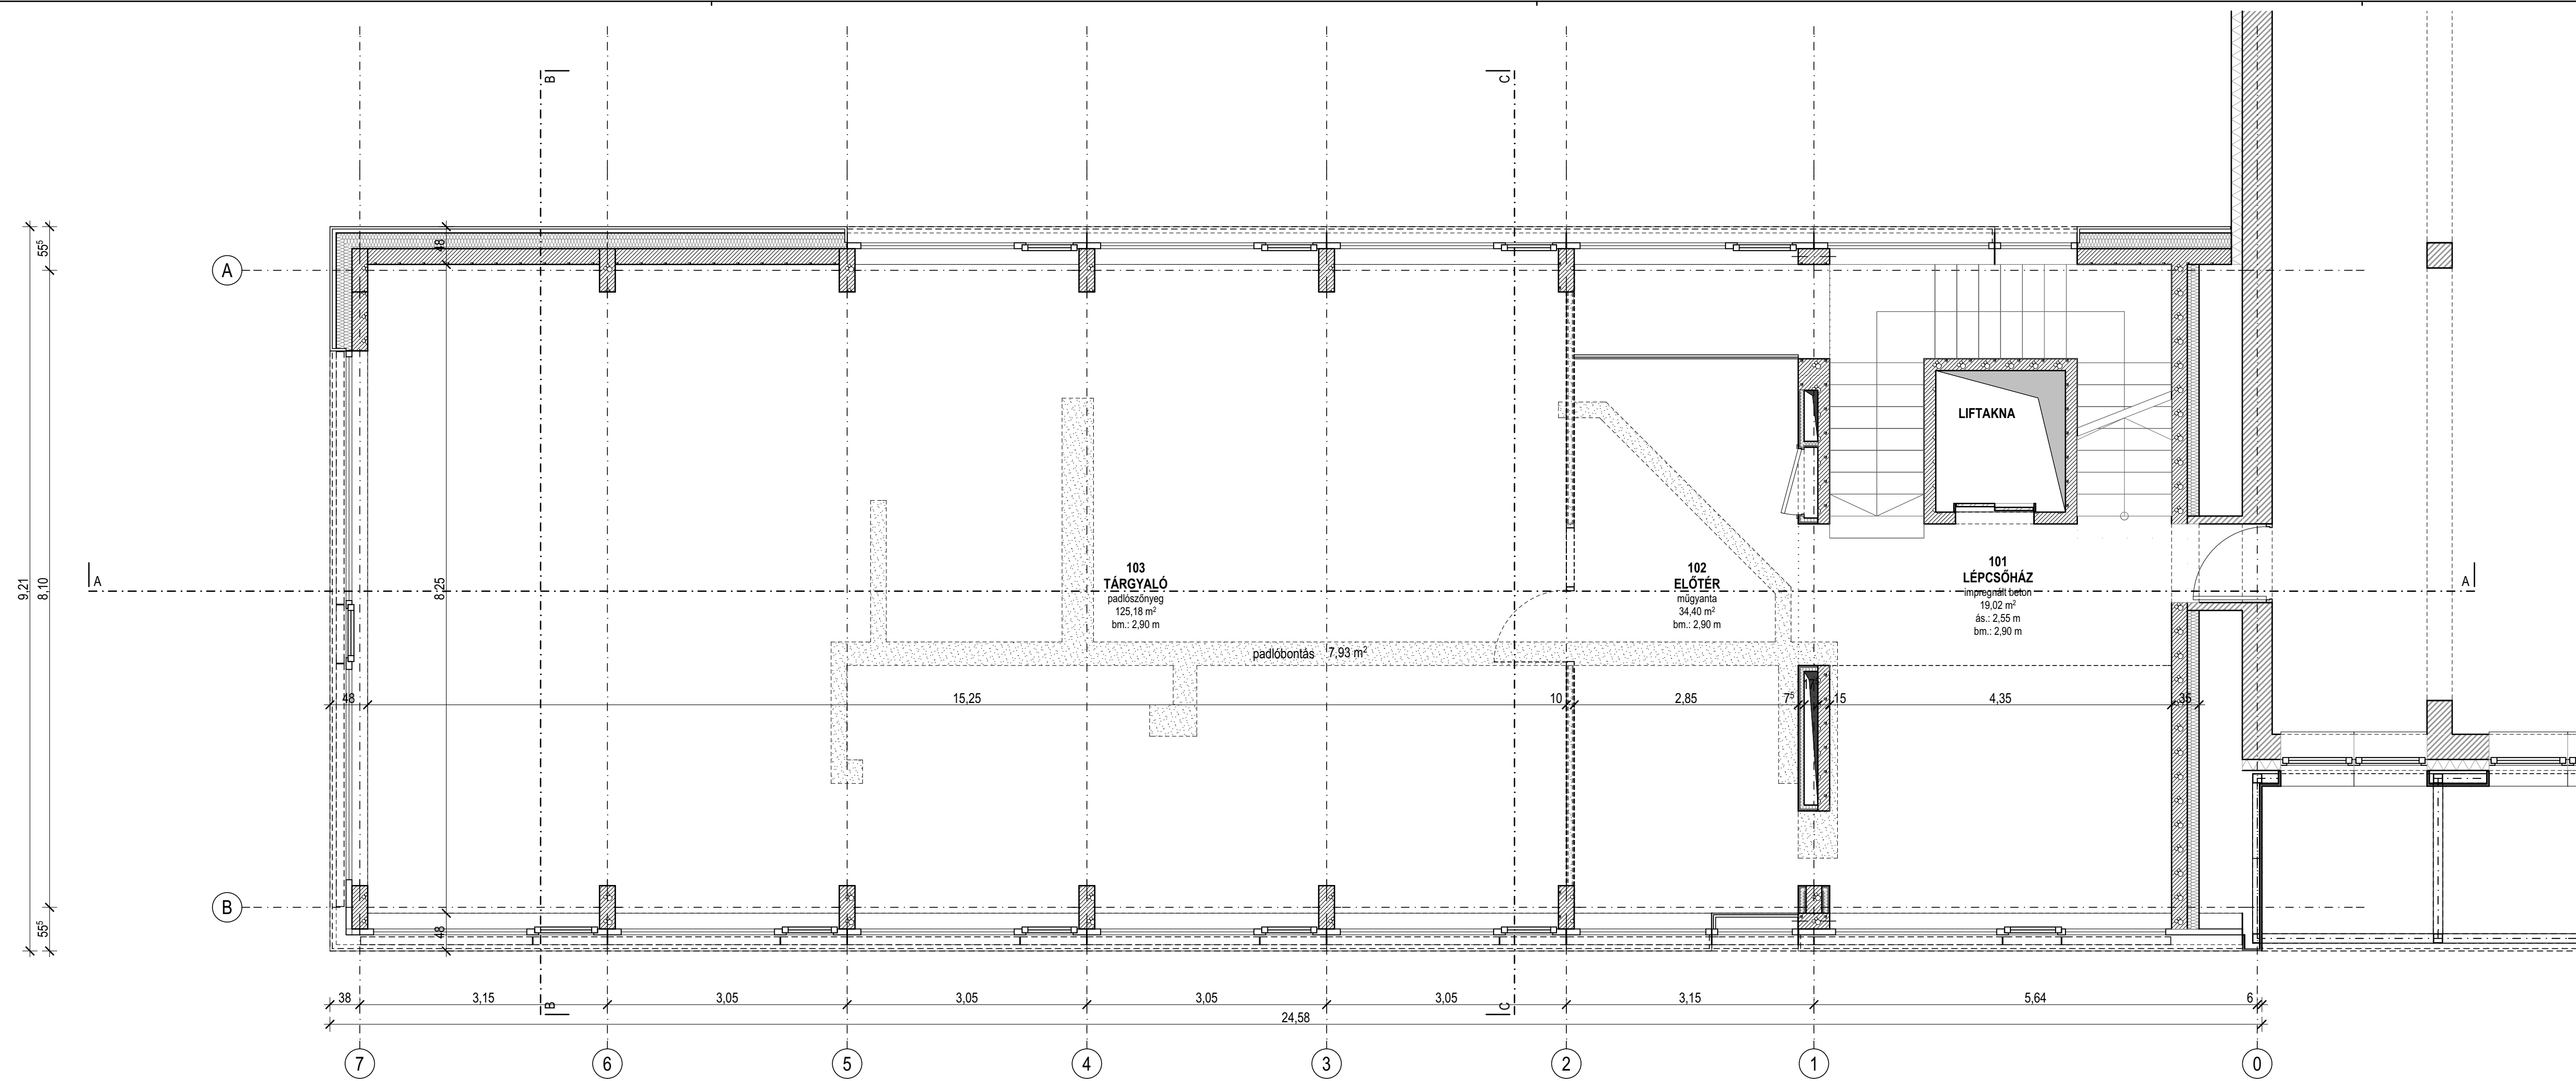 B
C
55⁵
48
A
LIFTAKNA
103
TÁRGYALÓ
padlószőnyeg
125,18 m²
bm.: 2,90 m
102
ELŐTÉR
műgyanta
34,40 m²
bm.: 2,90 m
101
LÉPCSŐHÁZ
impregnált beton
19,02 m²
ás.: 2,55 m
bm.: 2,90 m
9,21
8,10
A
8,25
A
padlóbontás 7,93 m²
48
15,25
10
2,85
7⁵
15
4,35
35
B
55⁵
48
38
3,15
B
3,05
3,05
3,05
3,05
C
3,15
5,64
6
24,58
7
6
5
4
3
2
1
0